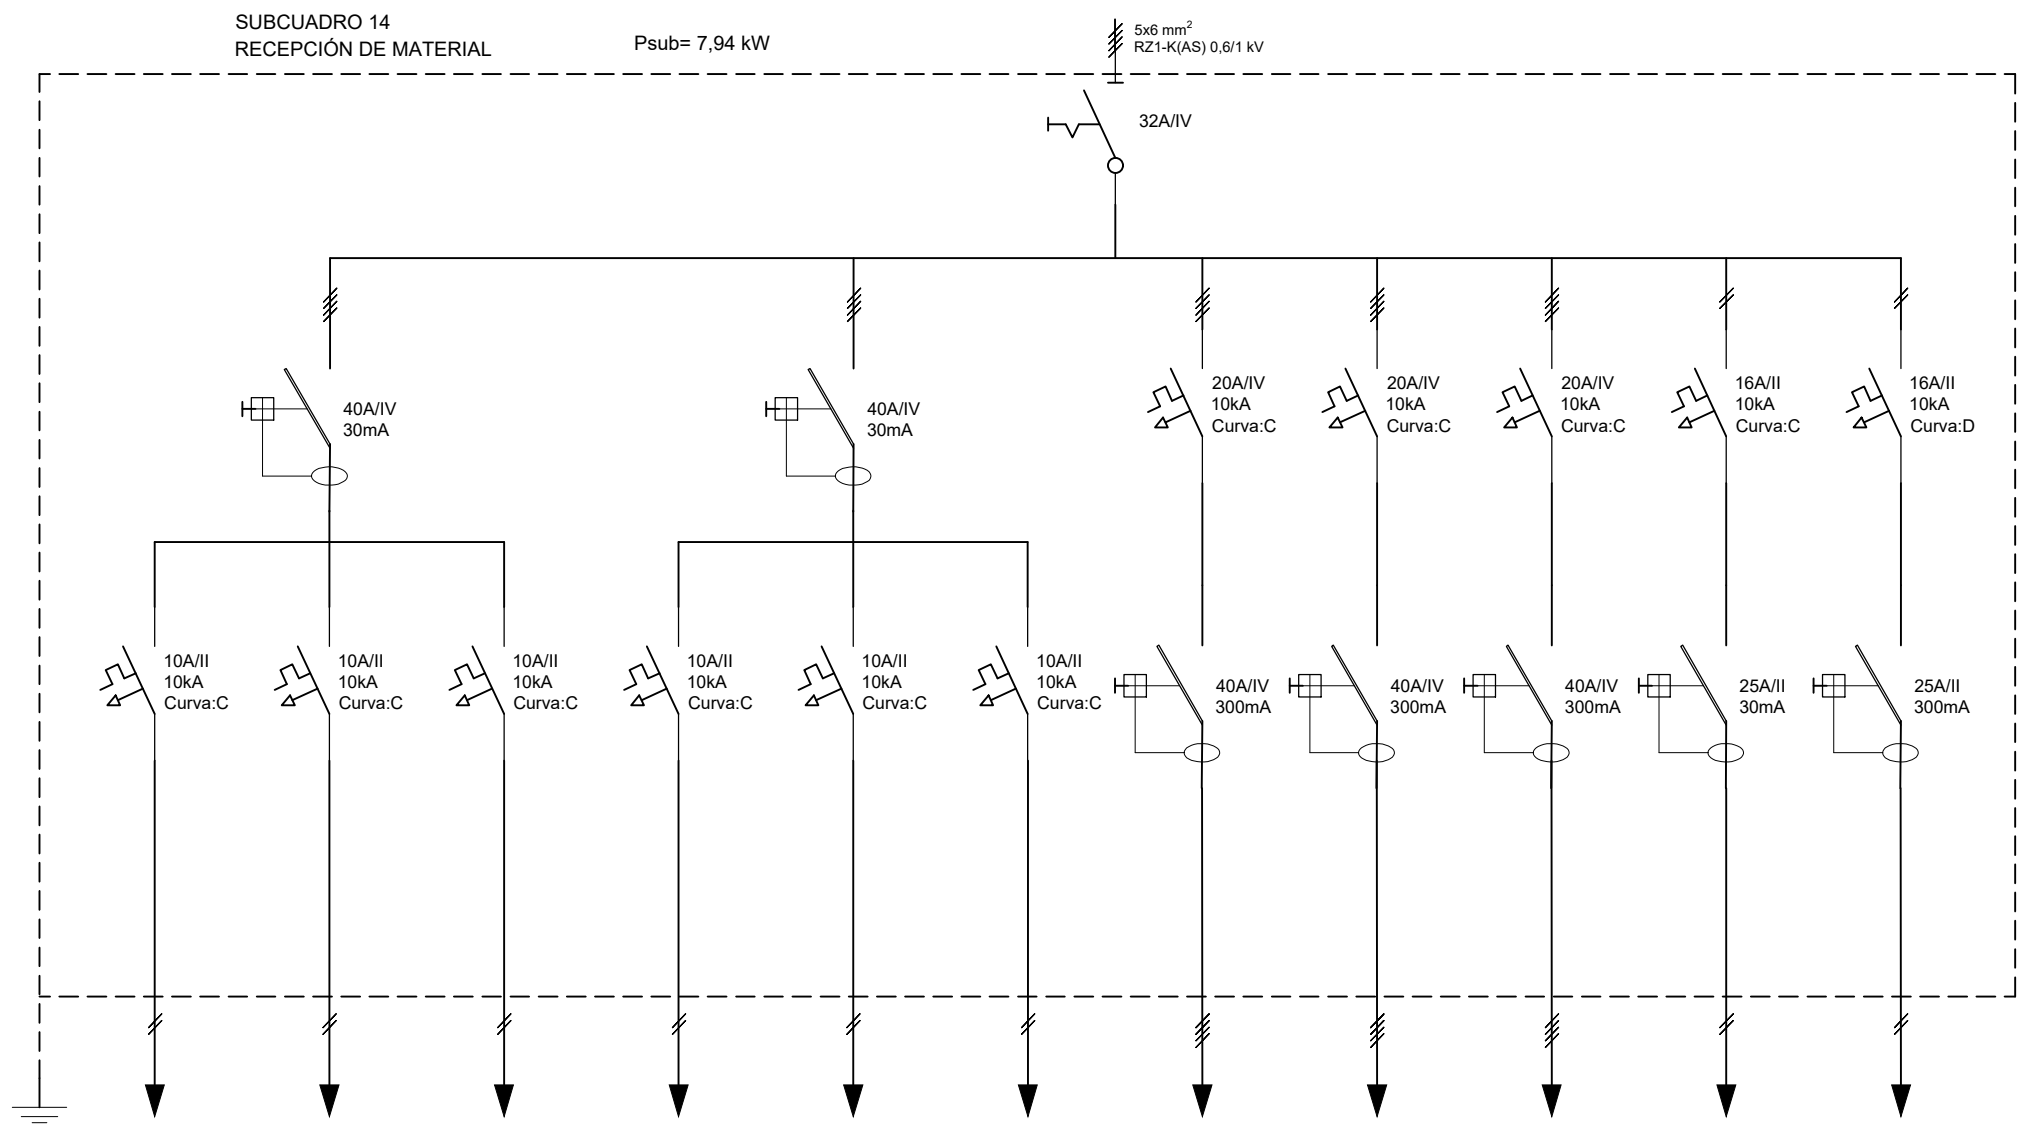 SUBCUADRO 14
RECEPCIÓN DE MATERIAL
Psub= 7,94 kW
5x6 mm²
RZ1-K(AS) 0,6/1 kV
32A/IV
40A/IV
30mA
40A/IV
30mA
20A/IV
10kA
Curva:C
20A/IV
10kA
Curva:C
20A/IV
10kA
Curva:C
16A/II
10kA
Curva:C
16A/II
10kA
Curva:D
10A/II
10kA
Curva:C
10A/II
10kA
Curva:C
10A/II
10kA
Curva:C
10A/II
10kA
Curva:C
10A/II
10kA
Curva:C
10A/II
10kA
Curva:C
40A/IV
300mA
40A/IV
300mA
40A/IV
300mA
25A/II
30mA
25A/II
300mA